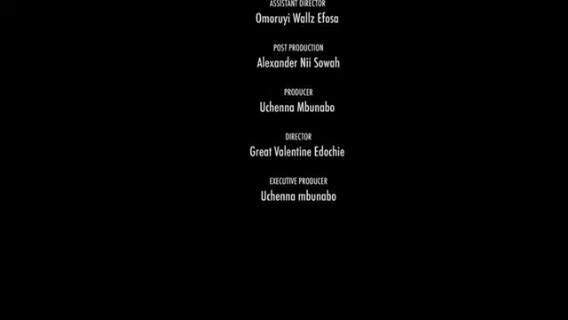 ASSISTANT DIRECTOR
Omoruyi Wallz Efosa
POST PRODUCTION
Alexander Nii Sowah
PRODUCER
Uchenna Mbunabo
DIRECTOR
Great Valentine Edochie
EXECUTIVE PRODUCER
Uchenna mbunabo